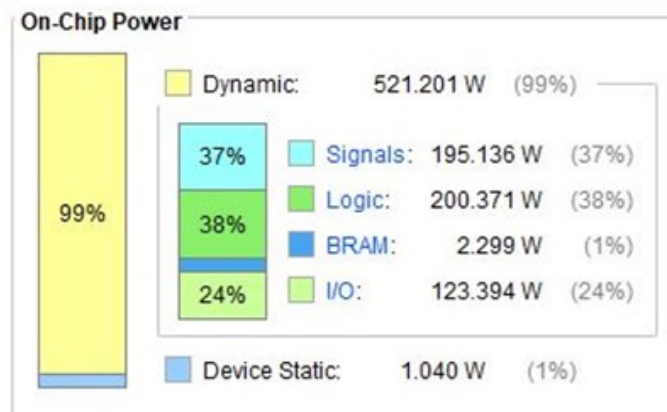 On-Chip Power
Dynamic: 521.201 W (99%)
99%
37% Signals: 195.136 W (37%)
38% Logic: 200.371 W (38%)
BRAM: 2.299 W (1%)
24% I/O: 123.394 W (24%)
Device Static: 1.040 W (1%)